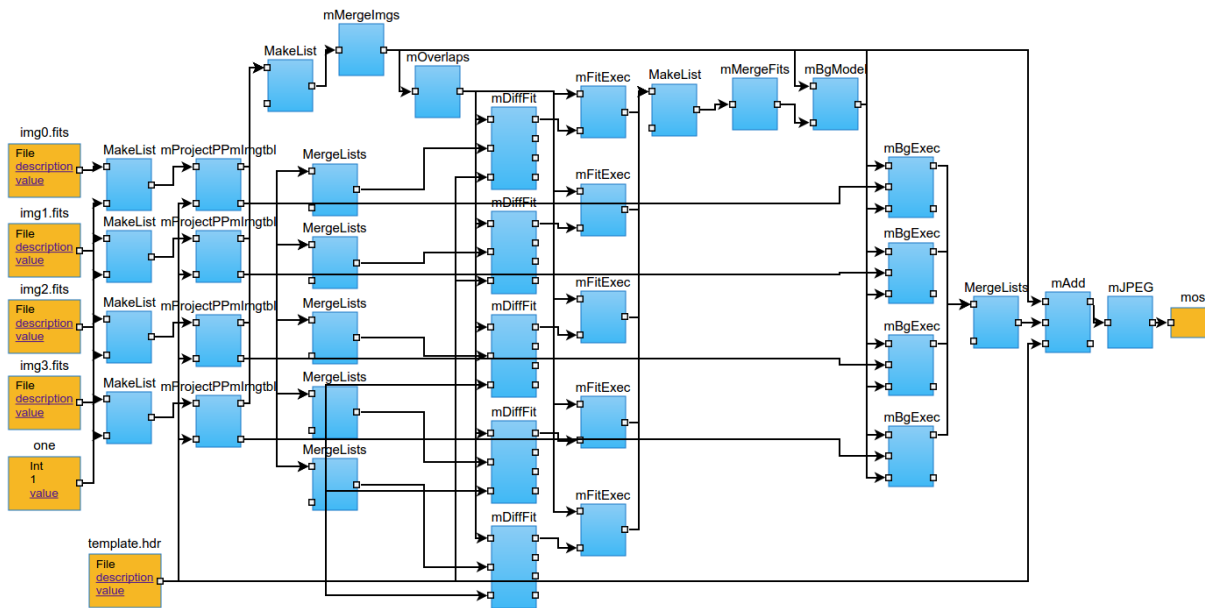 mMergeImgs
MakeList
mOverlaps
mFitExec
MakeList
mMergeFits
mBgModel
mDiffFit
img0.fits
File
description
value
MakeList
mProjectPPmImgtbl
MergeLists
mBgExec
mFitExec
img1.fits
File
description
value
MakeList
mProjectPPmImgtbl
mDiffFit
MergeLists
mBgExec
img2.fits
File
description
value
MakeList
mProjectPPmImgtbl
MergeLists
mDiffFit
mFitExec
MergeLists
mAdd
mJPEG
mos
mBgExec
img3.fits
File
description
value
MakeList
mProjectPPmImgtbl
MergeLists
mFitExec
mDiffFit
mBgExec
one
Int
1
value
MergeLists
mFitExec
mDiffFit
template.hdr
File
description
value